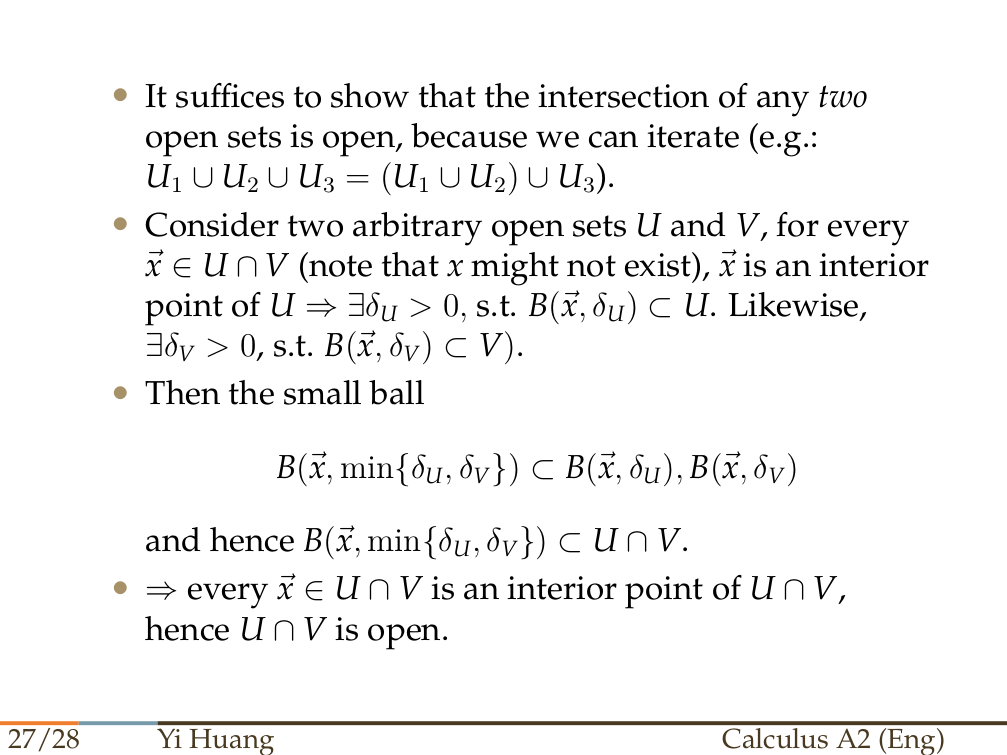 • It suffices to show that the intersection of any two
open sets is open, because we can iterate (e.g.:
U₁ ∪ U₂ ∪ U₃ = (U₁ ∪ U₂) ∪ U₃).
• Consider two arbitrary open sets U and V, for every
x⃗ ∈ U ∩ V (note that x might not exist), x⃗ is an interior
point of U ⇒ ∃δ_U > 0, s.t. B(x⃗, δ_U) ⊂ U. Likewise,
∃δ_V > 0, s.t. B(x⃗, δ_V) ⊂ V).
• Then the small ball
B(x⃗, min{δ_U, δ_V}) ⊂ B(x⃗, δ_U), B(x⃗, δ_V)
and hence B(x⃗, min{δ_U, δ_V}) ⊂ U ∩ V.
• ⇒ every x⃗ ∈ U ∩ V is an interior point of U ∩ V,
hence U ∩ V is open.
27/28 Yi Huang Calculus A2 (Eng)